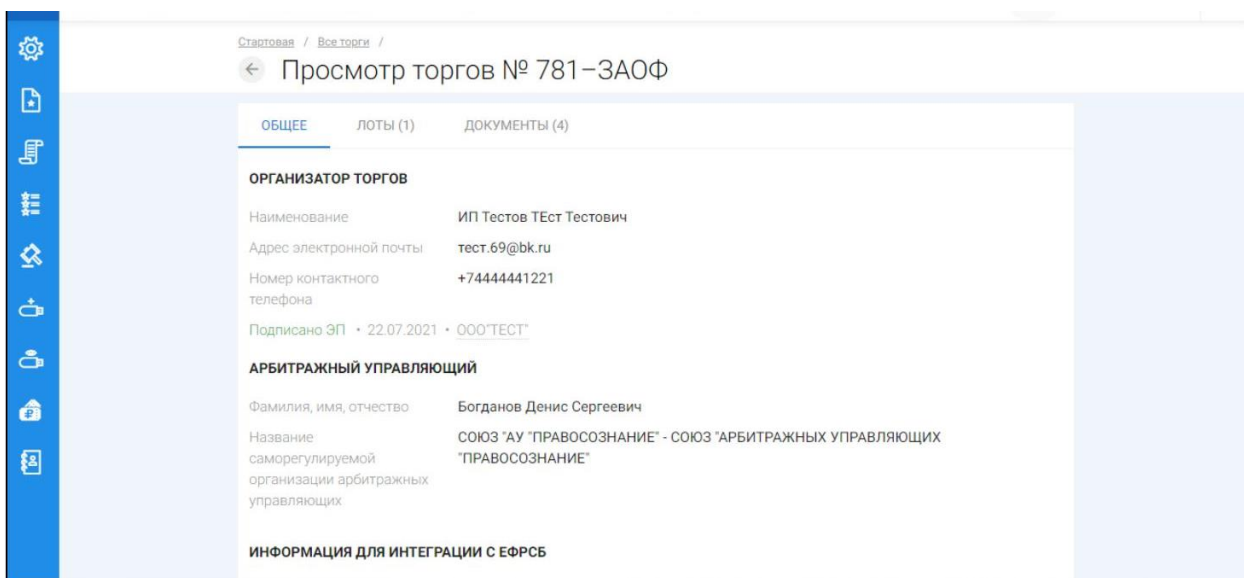 Стартовая / Все торги /
Просмотр торгов № 781-ЗАОФ
ОБЩЕЕ ЛОТЫ (1) ДОКУМЕНТЫ (4)
ОРГАНИЗАТОР ТОРГОВ
Наименование ИП Тестов ТЕст Тестович
Адрес электронной почты тест.69@bk.ru
Номер контактного +74444441221
телефона
Подписано ЭП • 22.07.2021 • ООО"ТЕСТ"
АРБИТРАЖНЫЙ УПРАВЛЯЮЩИЙ
Фамилия, имя, отчество Богданов Денис Сергеевич
Название СОЮЗ "АУ "ПРАВОСОЗНАНИЕ" - СОЮЗ "АРБИТРАЖНЫХ УПРАВЛЯЮЩИХ
саморегулируемой "ПРАВОСОЗНАНИЕ"
организации арбитражных
управляющих
ИНФОРМАЦИЯ ДЛЯ ИНТЕГРАЦИИ С ЕФРСБ